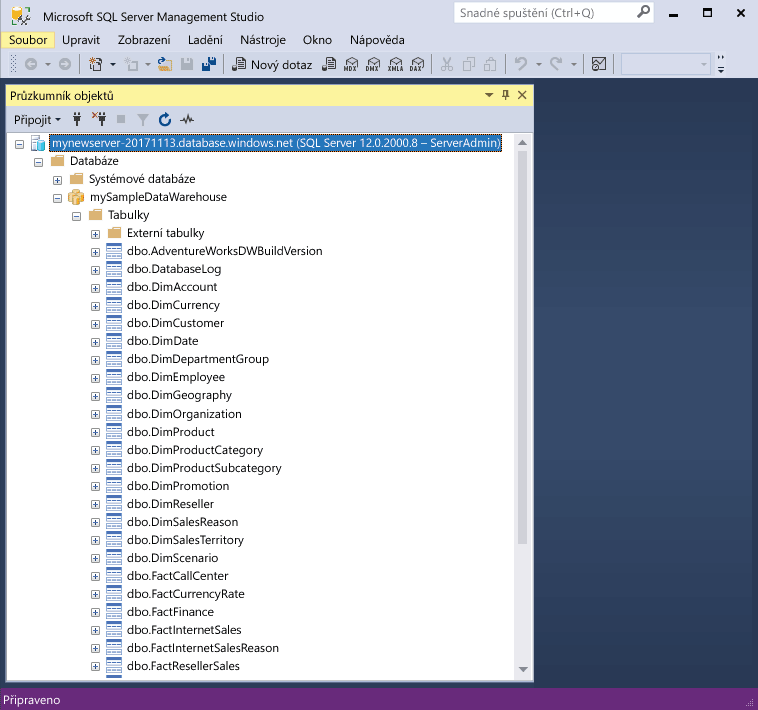 Microsoft SQL Server Management Studio
Snadné spuštění (Ctrl+Q)
Soubor Upravit Zobrazení Ladění Nástroje Okno Nápověda
Nový dotaz MDX DMX XMLA DAX
Průzkumník objektů
Připojit
mynewserver-20171113.database.windows.net (SQL Server 12.0.2000.8 – ServerAdmin)
Databáze
Systémové databáze
mySampleDataWarehouse
Tabulky
Externí tabulky
dbo.AdventureWorksDWBuildVersion
dbo.DatabaseLog
dbo.DimAccount
dbo.DimCurrency
dbo.DimCustomer
dbo.DimDate
dbo.DimDepartmentGroup
dbo.DimEmployee
dbo.DimGeography
dbo.DimOrganization
dbo.DimProduct
dbo.DimProductCategory
dbo.DimProductSubcategory
dbo.DimPromotion
dbo.DimReseller
dbo.DimSalesReason
dbo.DimSalesTerritory
dbo.DimScenario
dbo.FactCallCenter
dbo.FactCurrencyRate
dbo.FactFinance
dbo.FactInternetSales
dbo.FactInternetSalesReason
dbo.FactResellerSales
Připraveno